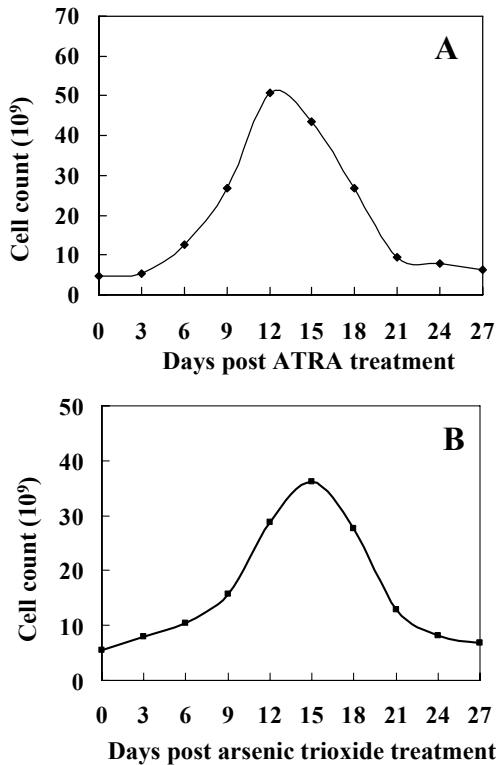 A
Cell count (10⁹)
70
60
50
40
30
20
10
0
0 3 6 9 12 15 18 21 24 27
Days post ATRA treatment
B
Cell count (10⁹)
50
40
30
20
10
0
0 3 6 9 12 15 18 21 24 27
Days post arsenic trioxide treatment